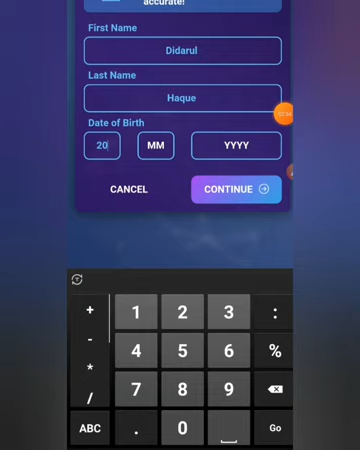 accurate!
First Name
Didarul
Last Name
Haque
Date of Birth
20 MM YYYY
CANCEL CONTINUE
+ 1 2 3 :
- 4 5 6 %
* 7 8 9
/
ABC . 0 Go